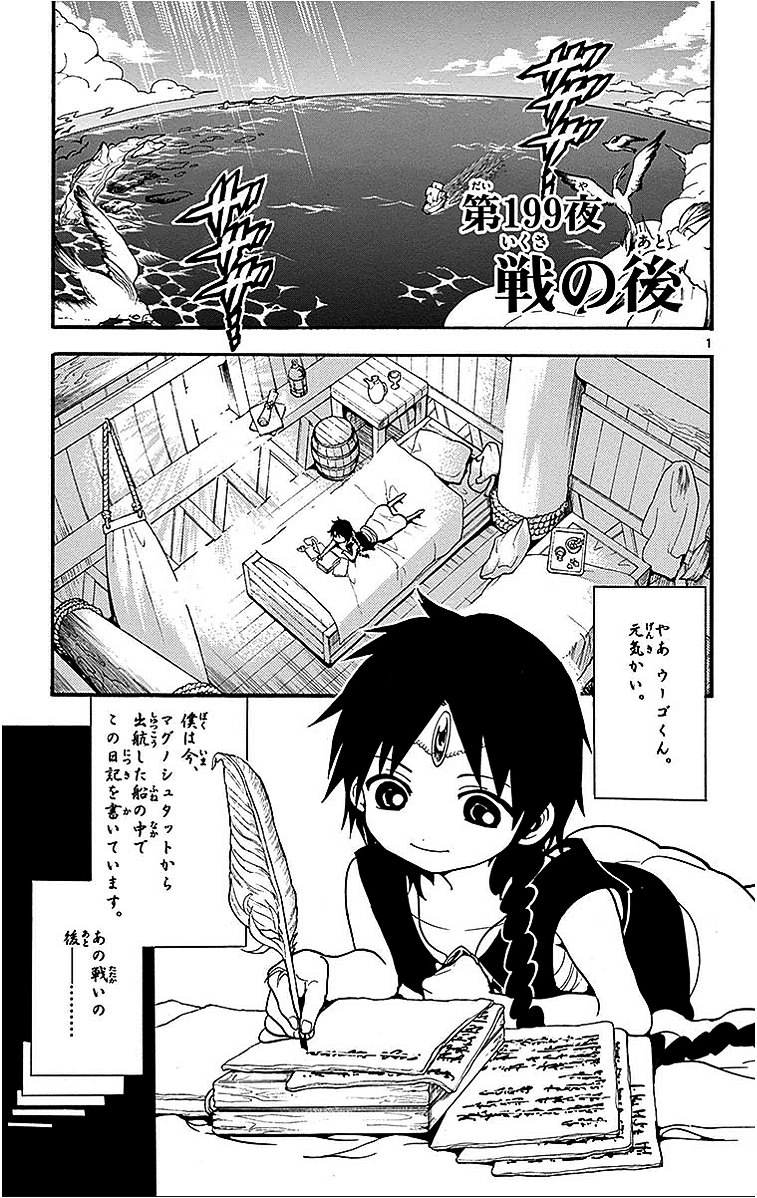 ザザザ…
第199夜
戦の後
ザザザ…
1
やあ ウーゴくん。
元気かい。
僕は今、
マグノシュタットから
出航した船の中で
この日記を書いています。
あの戦いの
後………